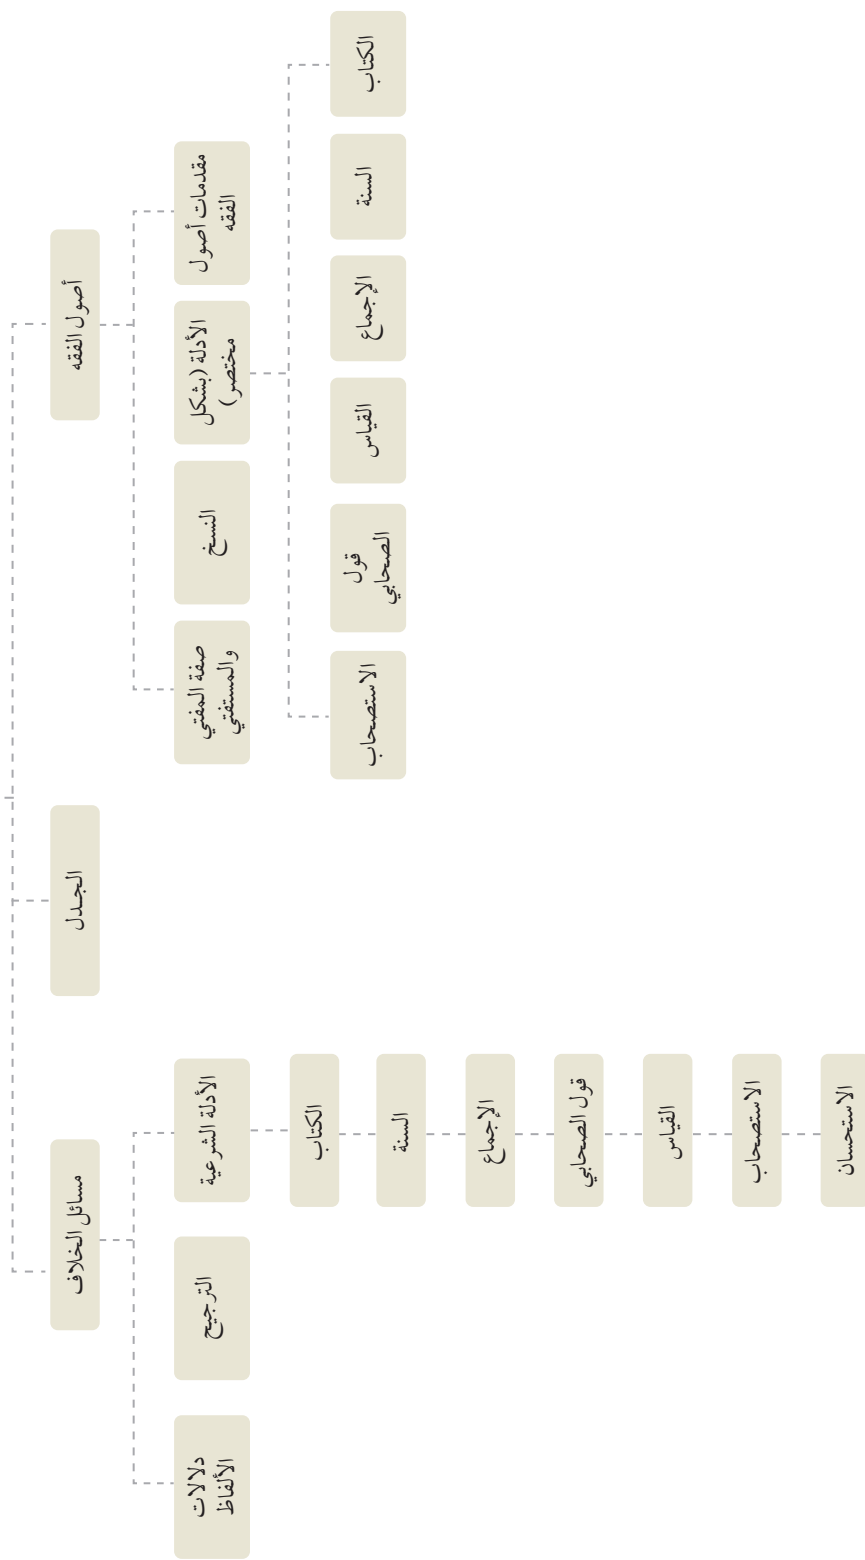 أصول الفقه
مقدمات أصول
الفقه
الأدلة (بشكل
مختصر)
الكتاب
السنة
الإجماع
القياس
قول
الصحابي
الاستصحاب
النسخ
صفة المفتي
والمستفتي
الجدل
مسائل الخلاف
الأدلة الشرعية
الكتاب
السنة
الإجماع
قول الصحابي
القياس
الاستصحاب
الاستحسان
الترجيح
دلالات
الألفاظ